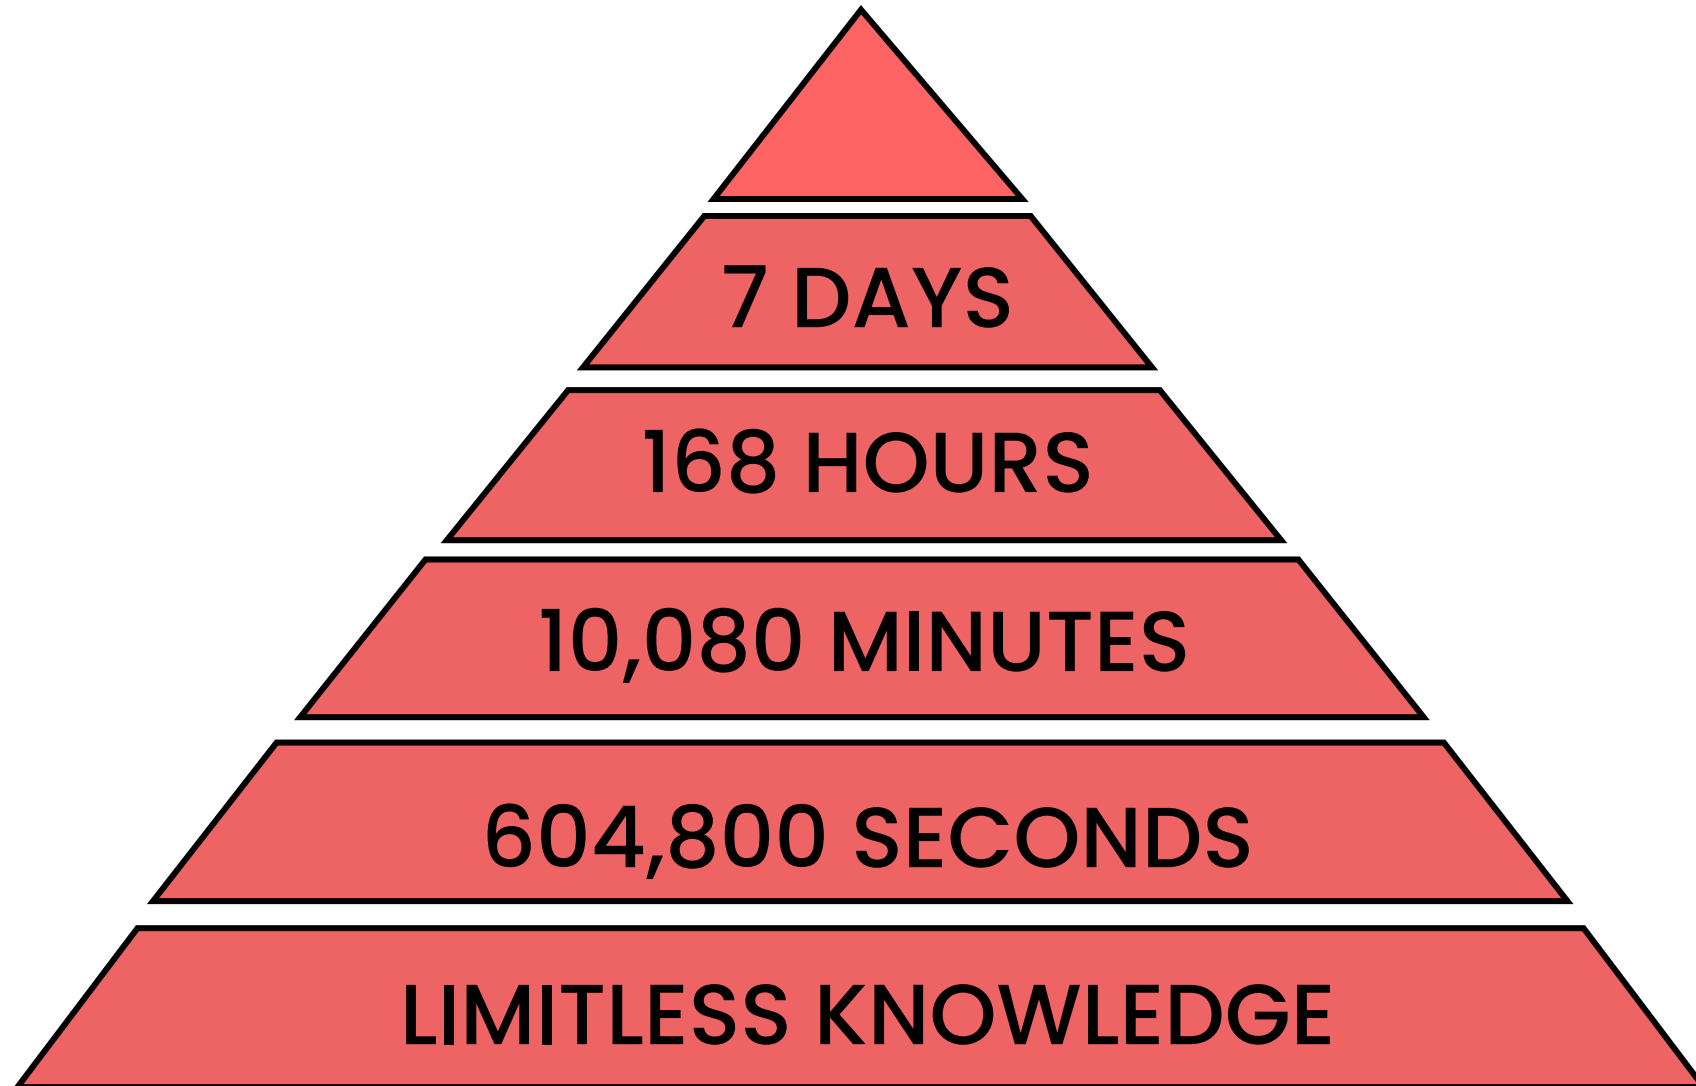 7 DAYS
168 HOURS
10,080 MINUTES
604,800 SECONDS
LIMITLESS KNOWLEDGE